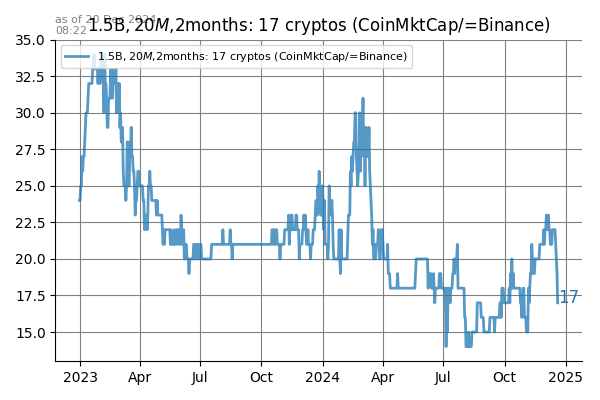 as of 20 Dec 2024
08:22
1.5B,20M,2months: 17 cryptos (CoinMktCap/=Binance)
1.5B,20M,2months: 17 cryptos (CoinMktCap/=Binance)
35.0
32.5
30.0
27.5
25.0
22.5
20.0
17.5
15.0
17
2023 Apr Jul Oct 2024 Apr Jul Oct 2025